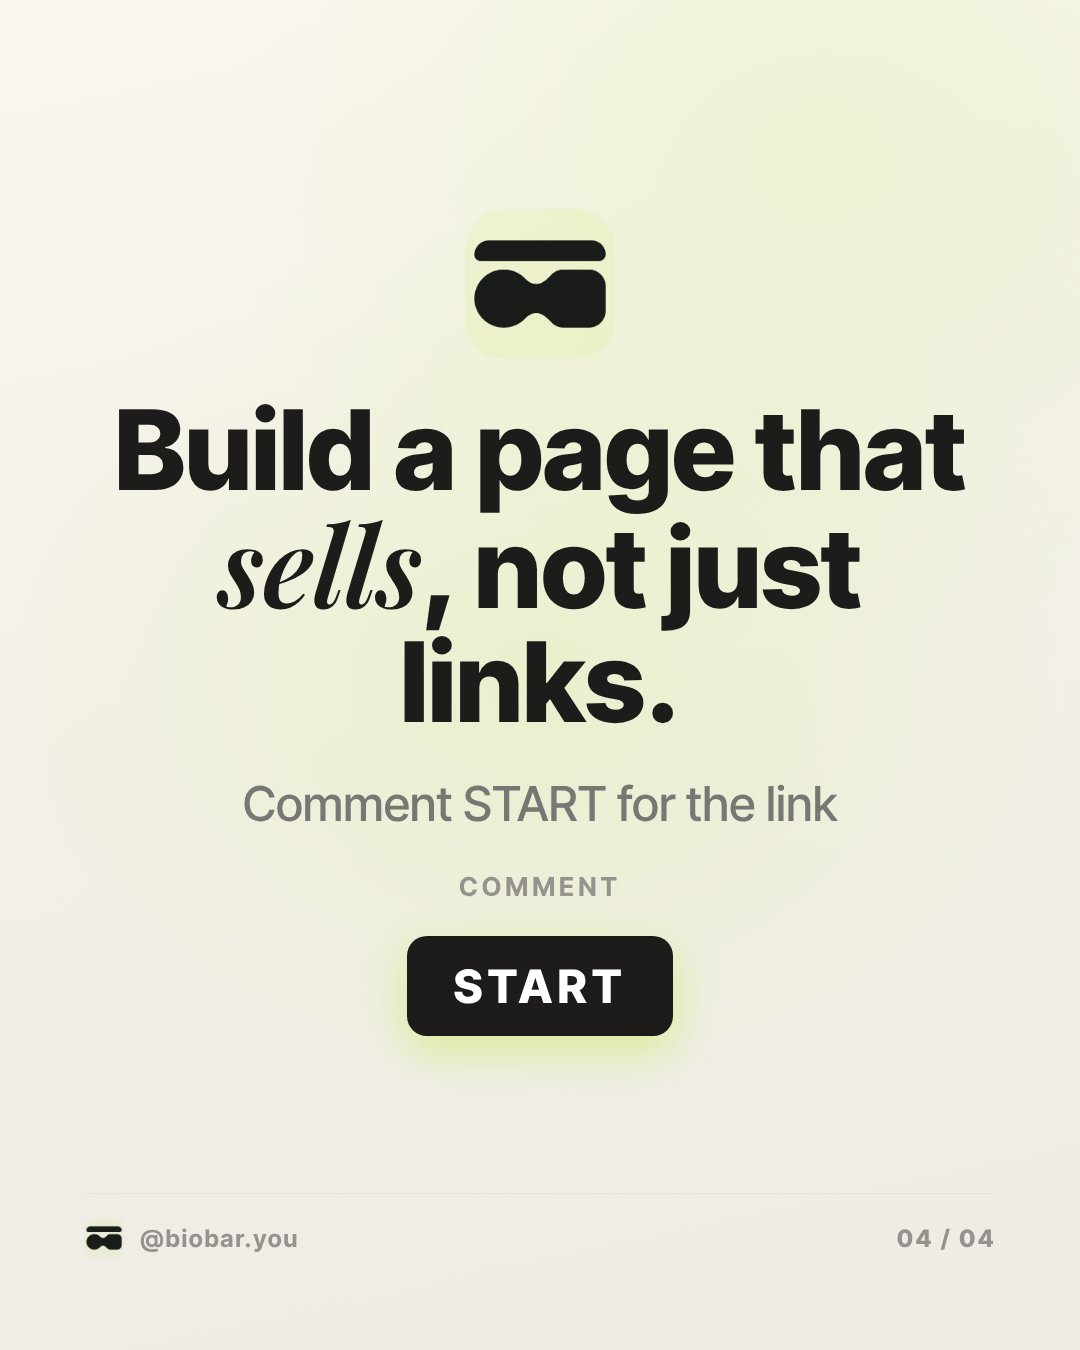 Build a page that
sells, not just
links.
Comment START for the link
COMMENT
START
@biobar.you
04 / 04